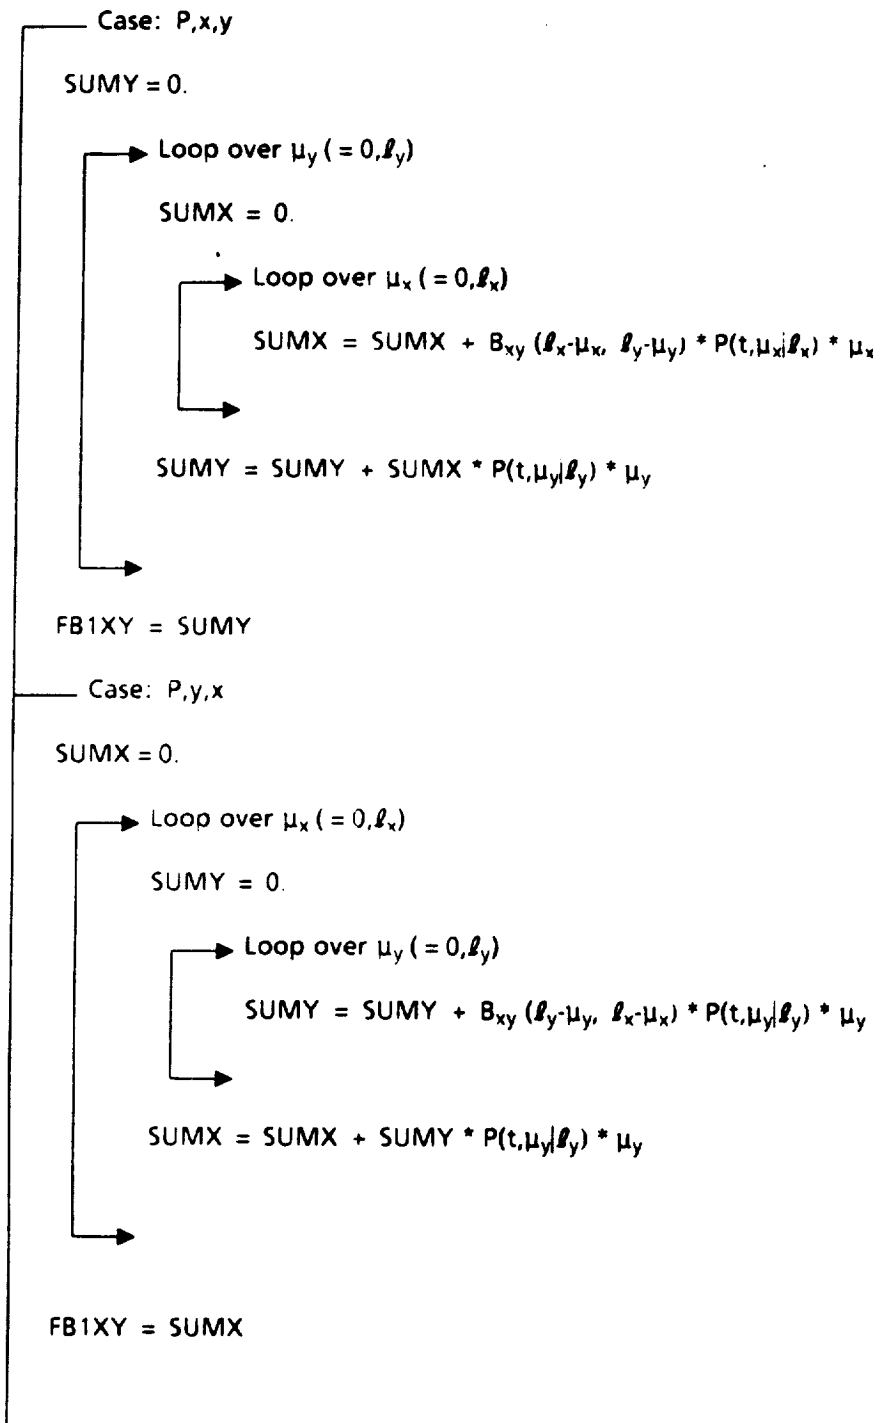 Case: P,x,y
SUMY = 0.
Loop over μy ( = 0,ℓy)
SUMX = 0.
Loop over μx ( = 0,ℓx)
SUMX = SUMX + Bxy (ℓx-μx, ℓy-μy) * P(t,μx|ℓx) * μx
SUMY = SUMY + SUMX * P(t,μy|ℓy) * μy
FB1XY = SUMY
Case: P,y,x
SUMX = 0.
Loop over μx ( = 0,ℓx)
SUMY = 0.
Loop over μy ( = 0,ℓy)
SUMY = SUMY + Bxy (ℓy-μy, ℓx-μx) * P(t,μy|ℓy) * μy
SUMX = SUMX + SUMY * P(t,μy|ℓy) * μy
FB1XY = SUMX